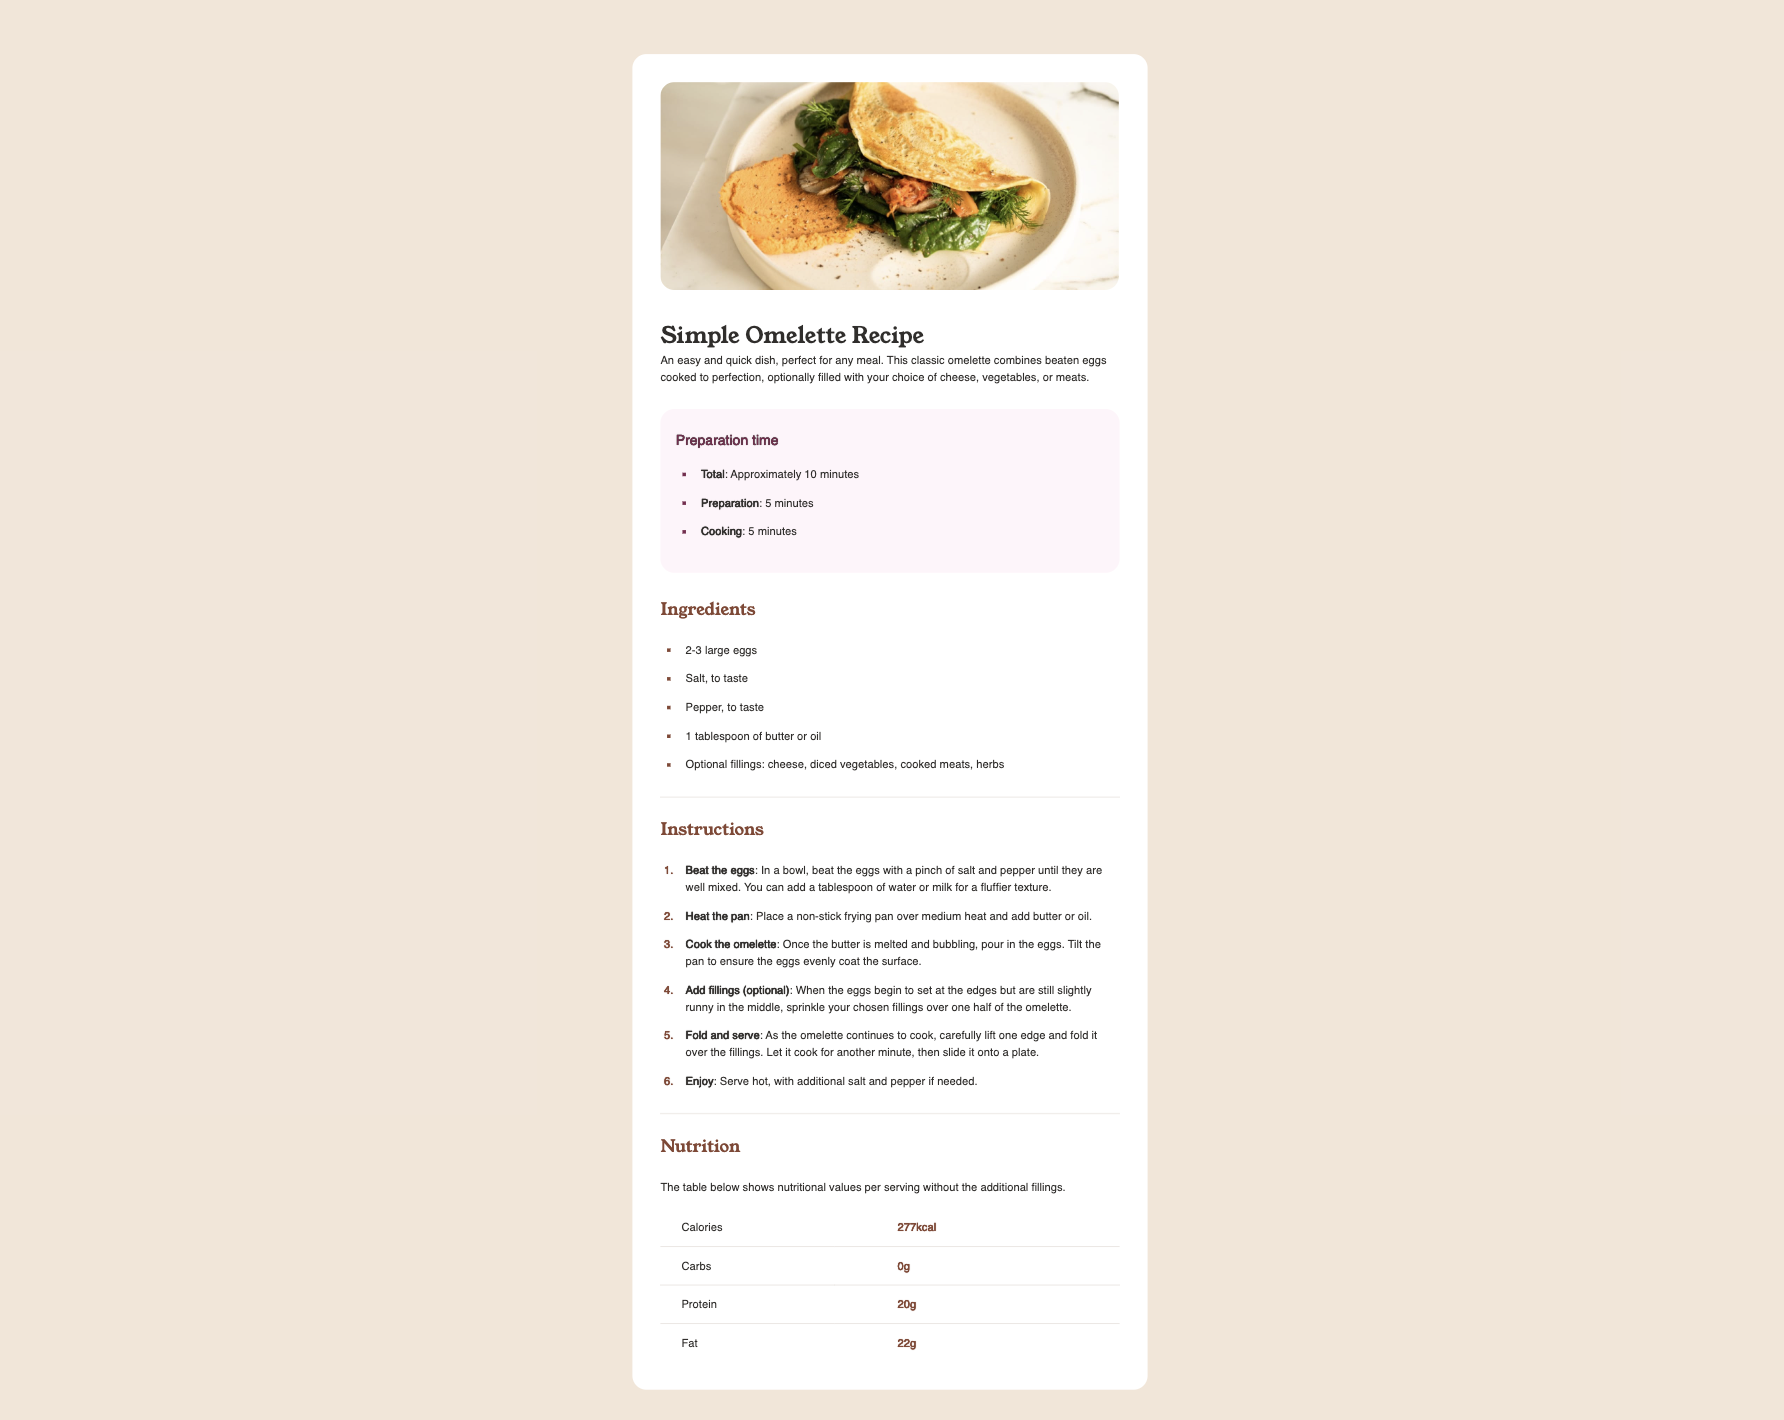 Simple Omelette Recipe
An easy and quick dish, perfect for any meal. This classic omelette combines beaten eggs
cooked to perfection, optionally filled with your choice of cheese, vegetables, or meats.
Preparation time
Total: Approximately 10 minutes
Preparation: 5 minutes
Cooking: 5 minutes
Ingredients
2-3 large eggs
Salt, to taste
Pepper, to taste
1 tablespoon of butter or oil
Optional fillings: cheese, diced vegetables, cooked meats, herbs
Instructions
1. Beat the eggs: In a bowl, beat the eggs with a pinch of salt and pepper until they are
well mixed. You can add a tablespoon of water or milk for a fluffier texture.
2. Heat the pan: Place a non-stick frying pan over medium heat and add butter or oil.
3. Cook the omelette: Once the butter is melted and bubbling, pour in the eggs. Tilt the
pan to ensure the eggs evenly coat the surface.
4. Add fillings (optional): When the eggs begin to set at the edges but are still slightly
runny in the middle, sprinkle your chosen fillings over one half of the omelette.
5. Fold and serve: As the omelette continues to cook, carefully lift one edge and fold it
over the fillings. Let it cook for another minute, then slide it onto a plate.
6. Enjoy: Serve hot, with additional salt and pepper if needed.
Nutrition
The table below shows nutritional values per serving without the additional fillings.
Calories 277kcal
Carbs 0g
Protein 20g
Fat 22g